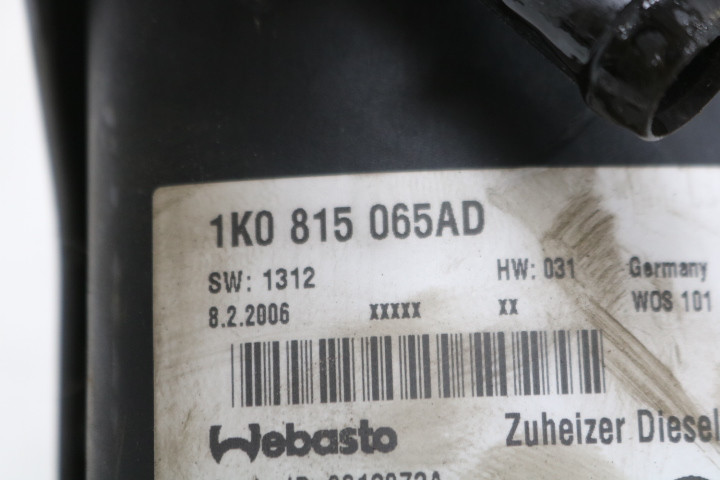 1K0 815 065AD
SW: 1312 HW: 031 Germany
8.2.2006 xxxxx xx WOS 101
Webasto Zuheizer Diesel